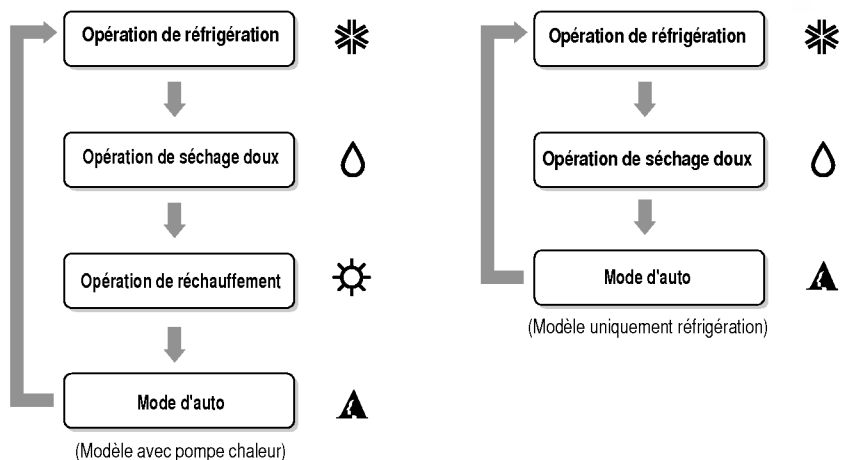 Opération de réfrigération
Opération de séchage doux
Opération de réchauffement
Mode d'auto
(Modèle avec pompe chaleur)
Opération de réfrigération
Opération de séchage doux
Mode d'auto
(Modèle uniquement réfrigération)